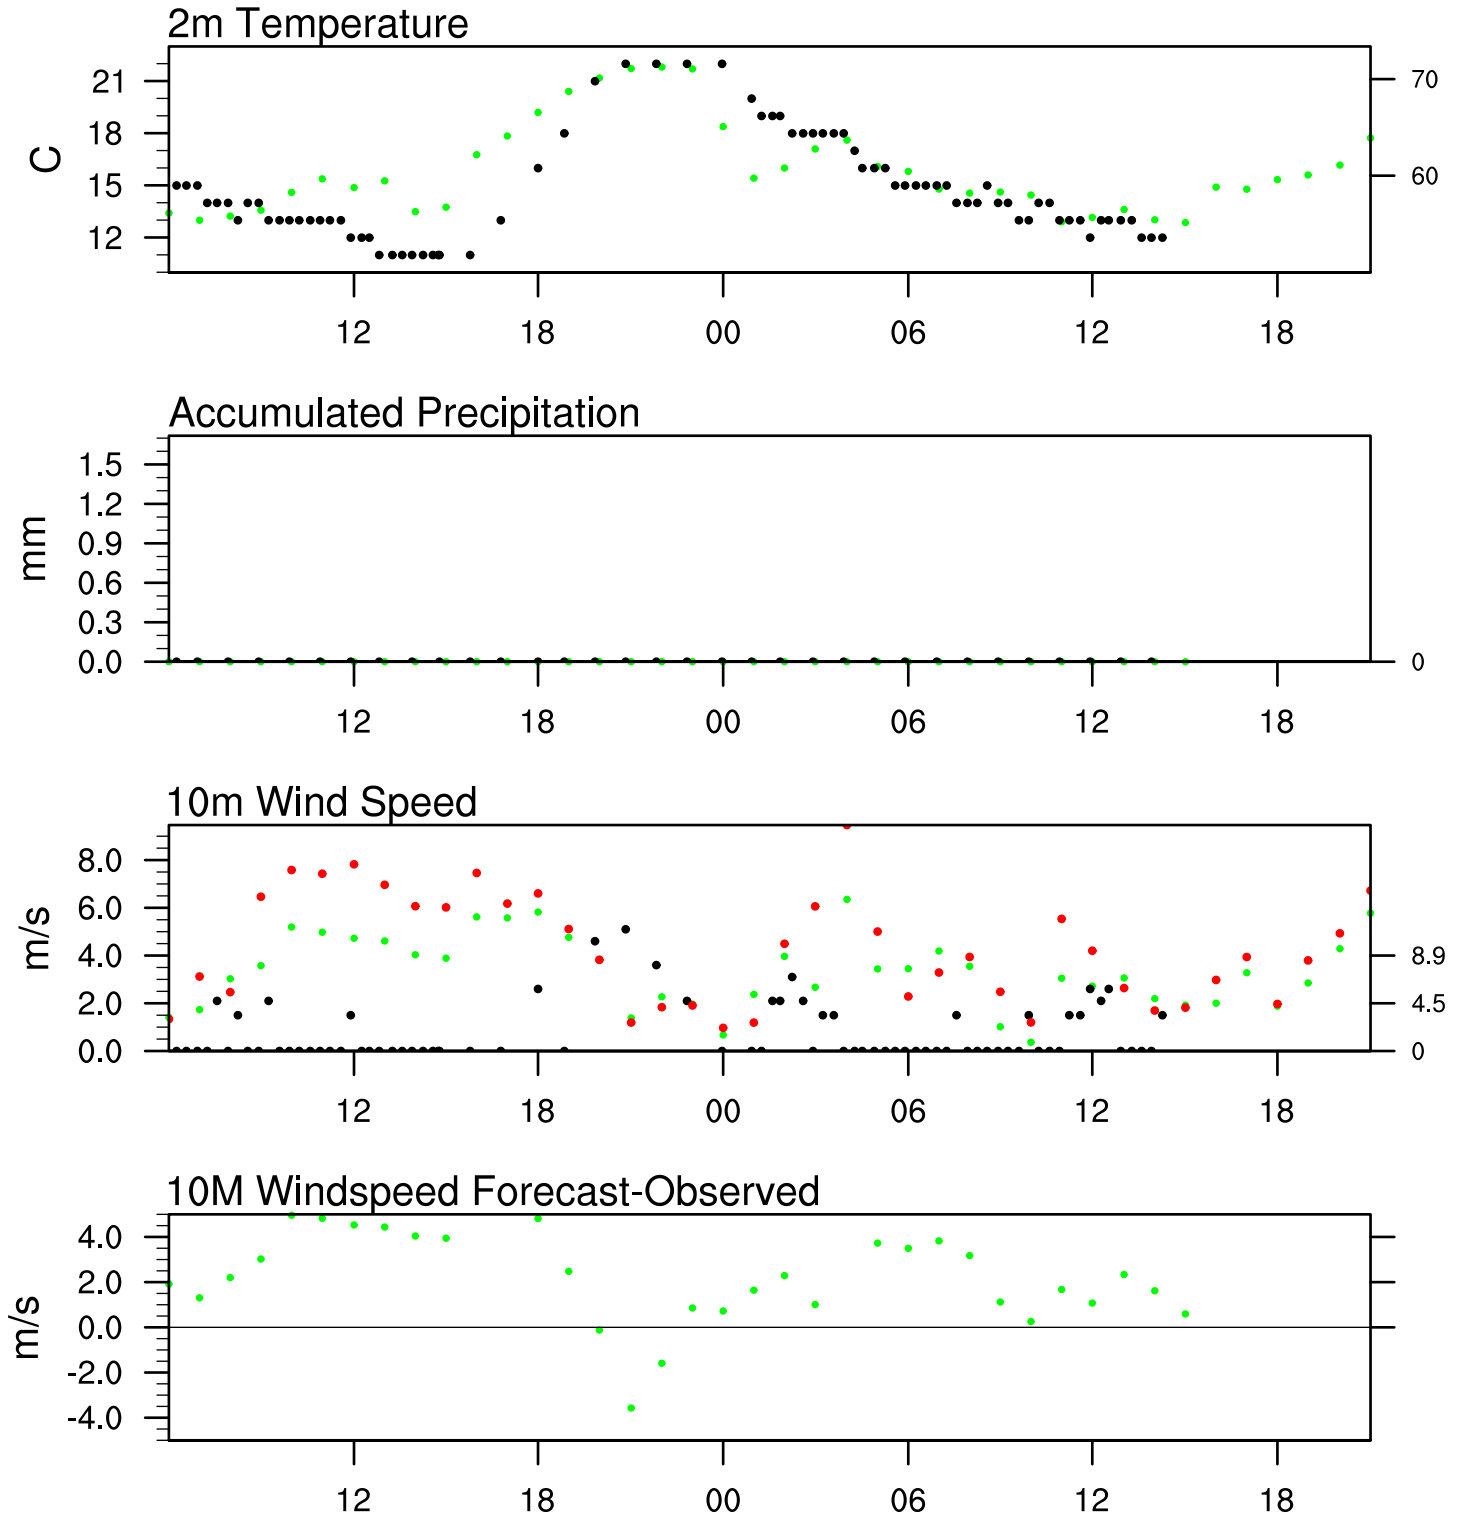 2m Temperature
21
18
15
12
C
70
60
12 18 00 06 12 18
Accumulated Precipitation
1.5
1.2
0.9
0.6
0.3
0.0
mm
0
12 18 00 06 12 18
10m Wind Speed
8.0
6.0
4.0
2.0
0.0
m/s
8.9
4.5
0
12 18 00 06 12 18
10M Windspeed Forecast-Observed
4.0
2.0
0.0
-2.0
-4.0
m/s
12 18 00 06 12 18